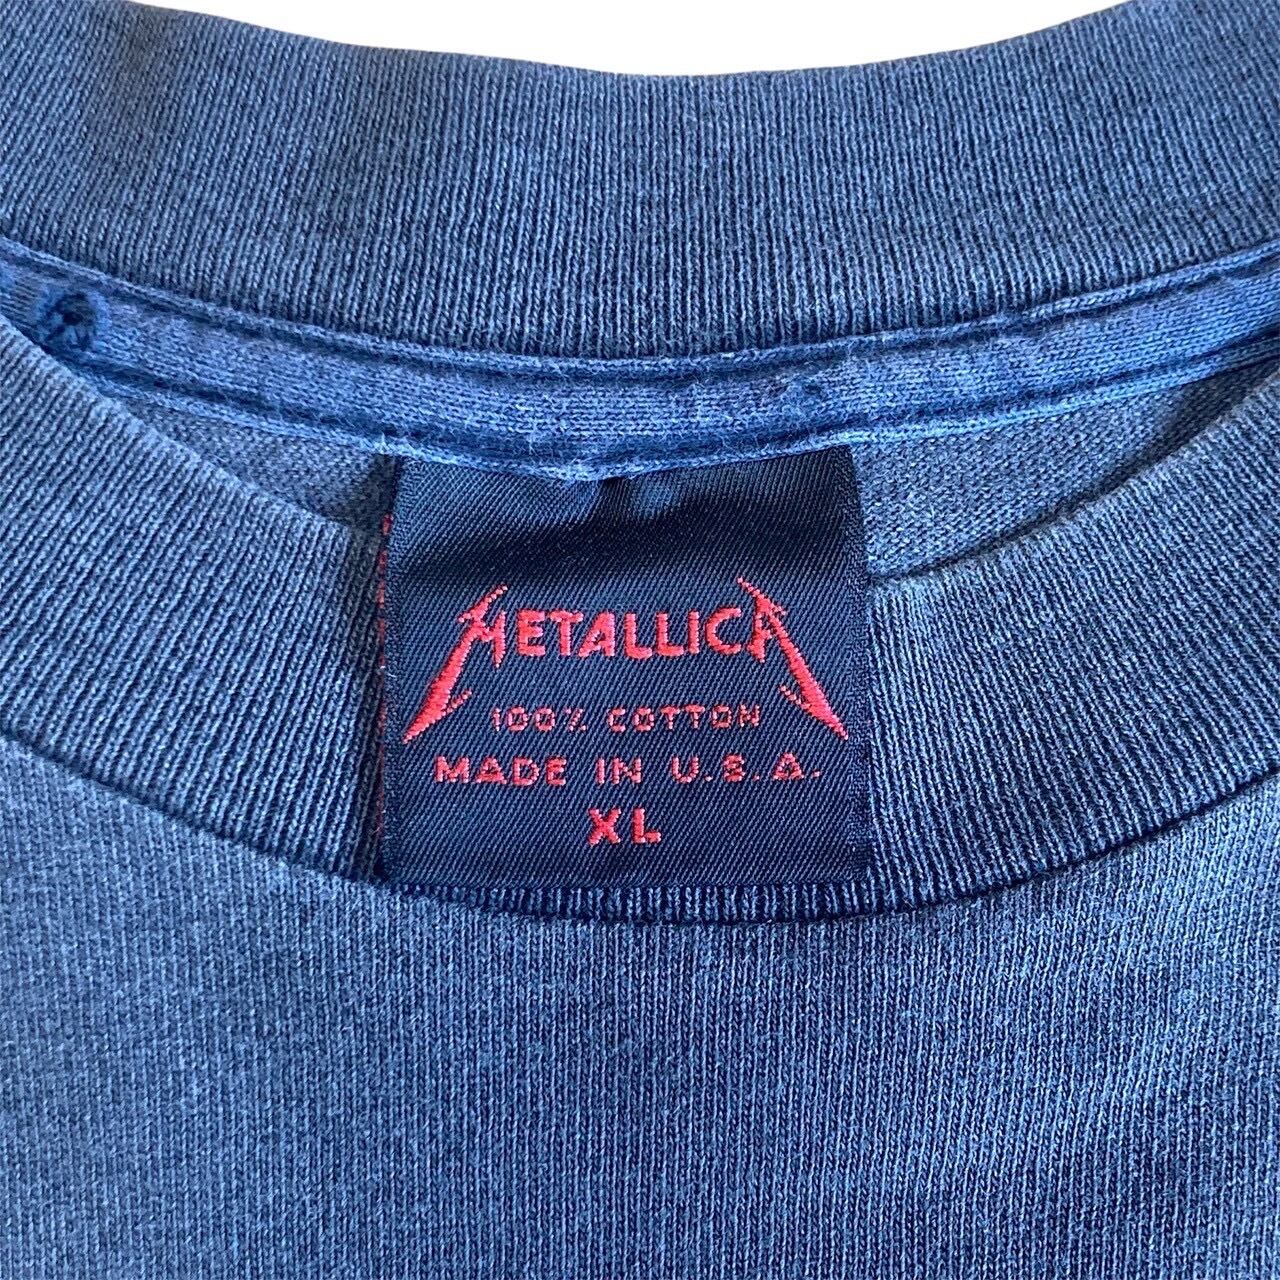 METALLICA
100% COTTON
MADE IN U.S.A.
XL